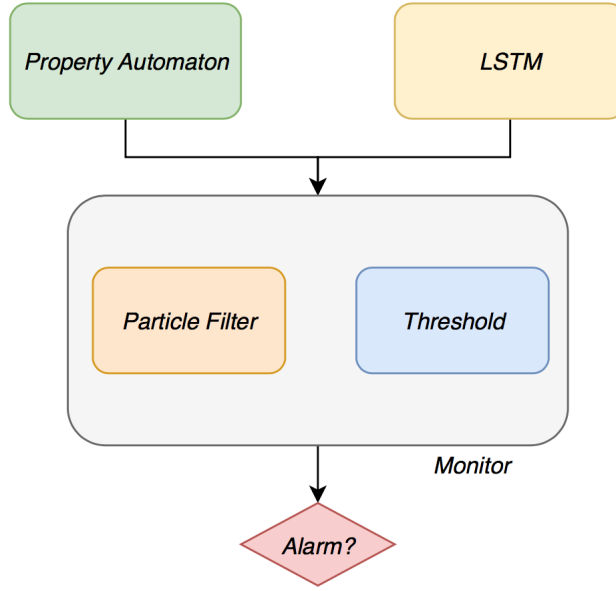 Property Automaton
LSTM
Particle Filter
Threshold
Monitor
Alarm?